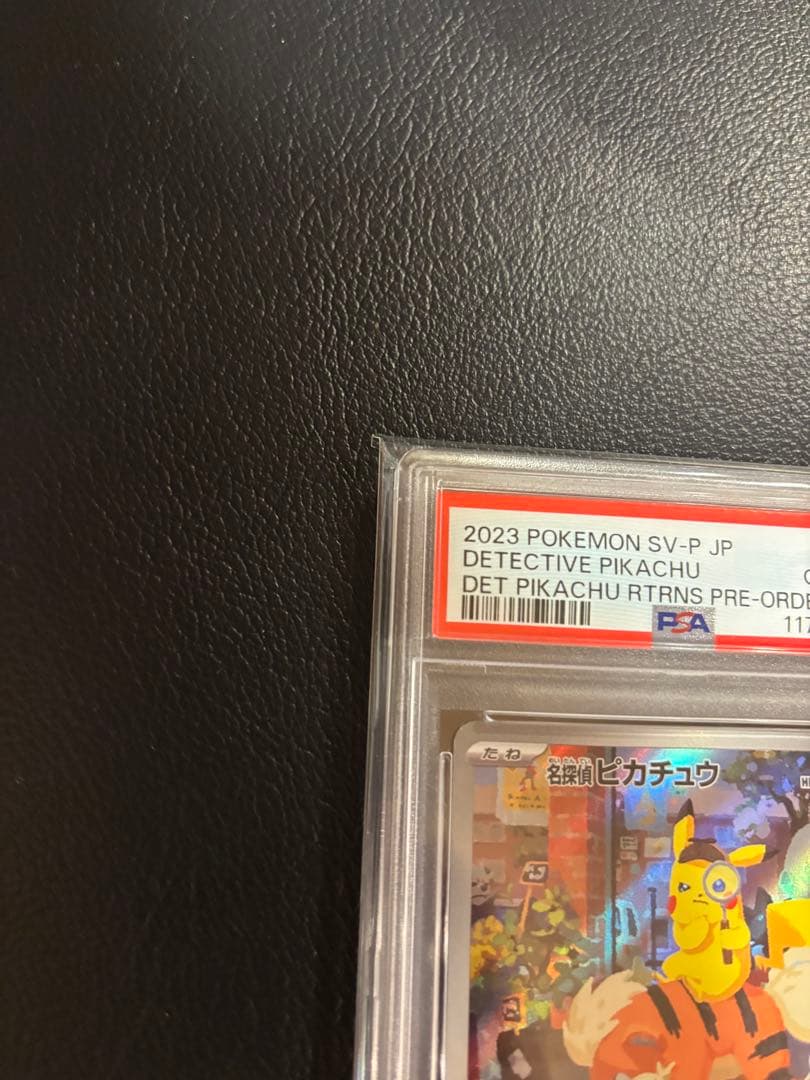 2023 POKEMON SV-P JP
DETECTIVE PIKACHU
DET PIKACHU RTRNS PRE-ORDE
PSA
117
たね
名探偵ピカチュウ